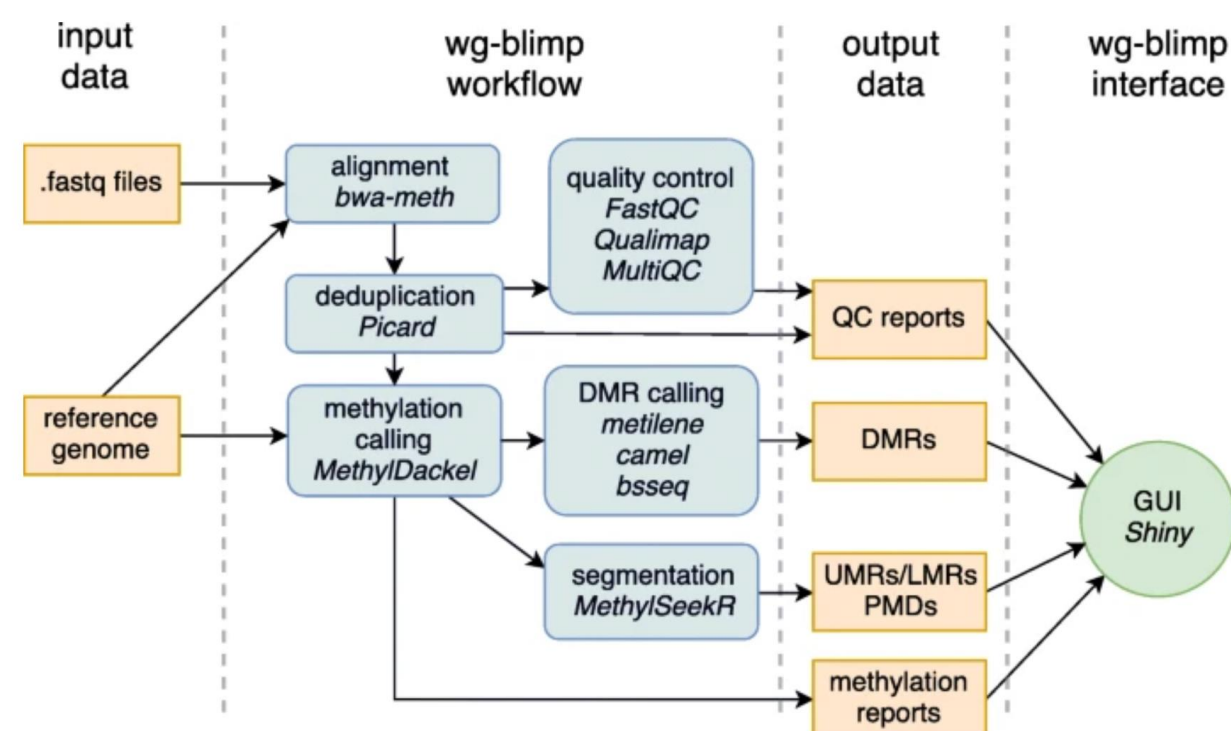 input
data
wg-blimp
workflow
output
data
wg-blimp
interface
.fastq files
alignment
bwa-meth
quality control
FastQC
Qualimap
MultiQC
deduplication
Picard
QC reports
reference
genome
methylation
calling
MethylDackel
DMR calling
metilene
camel
bsseq
DMRs
GUI
Shiny
segmentation
MethylSeekR
UMRs/LMRs
PMDs
methylation
reports